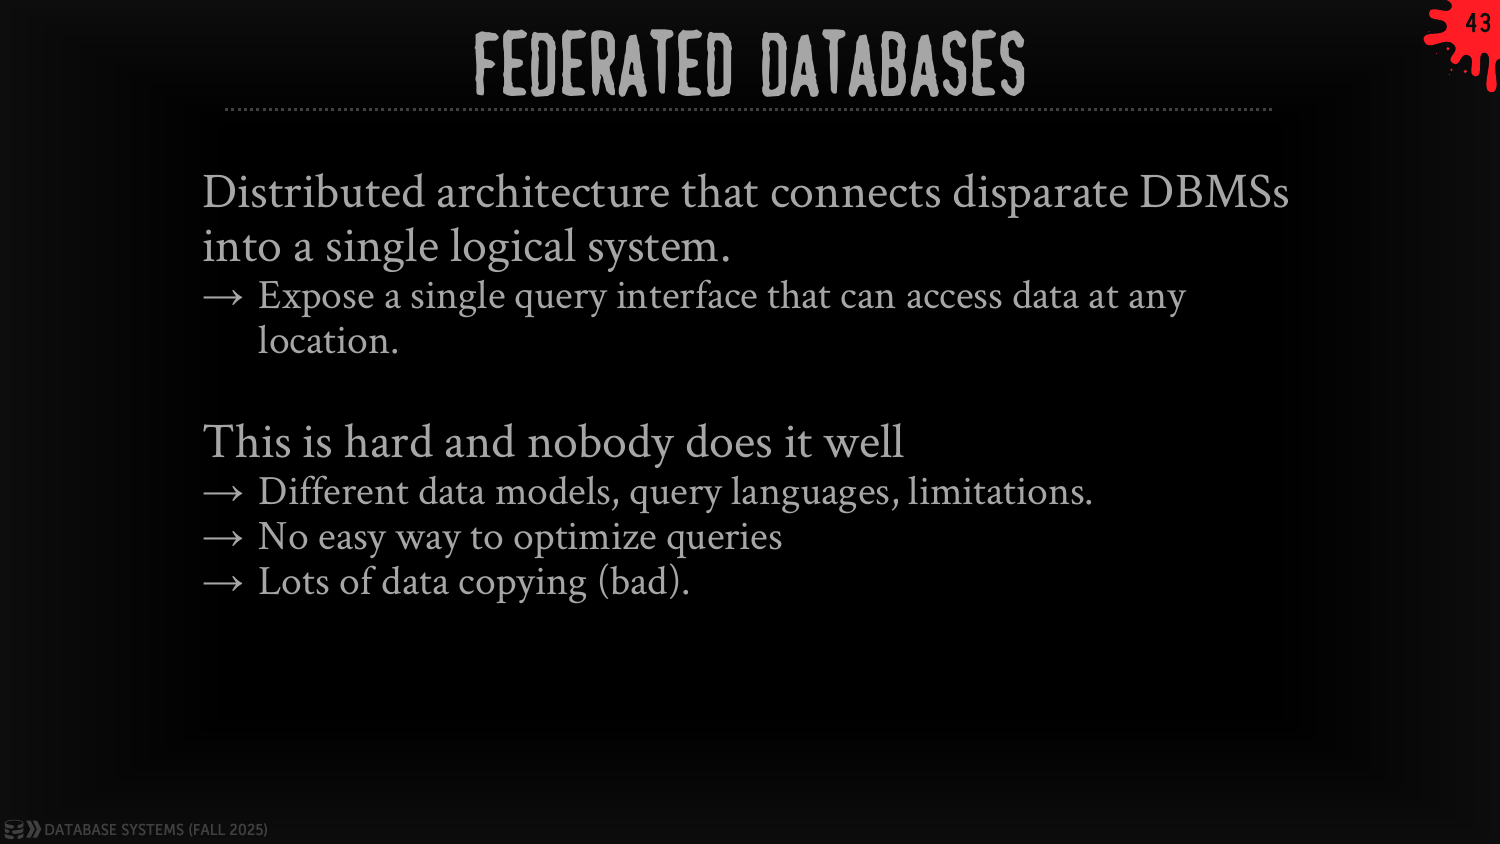 43
FEDERATED DATABASES
Distributed architecture that connects disparate DBMSs
into a single logical system.
→ Expose a single query interface that can access data at any
location.
This is hard and nobody does it well
→ Different data models, query languages, limitations.
→ No easy way to optimize queries
→ Lots of data copying (bad).
DATABASE SYSTEMS (FALL 2025)